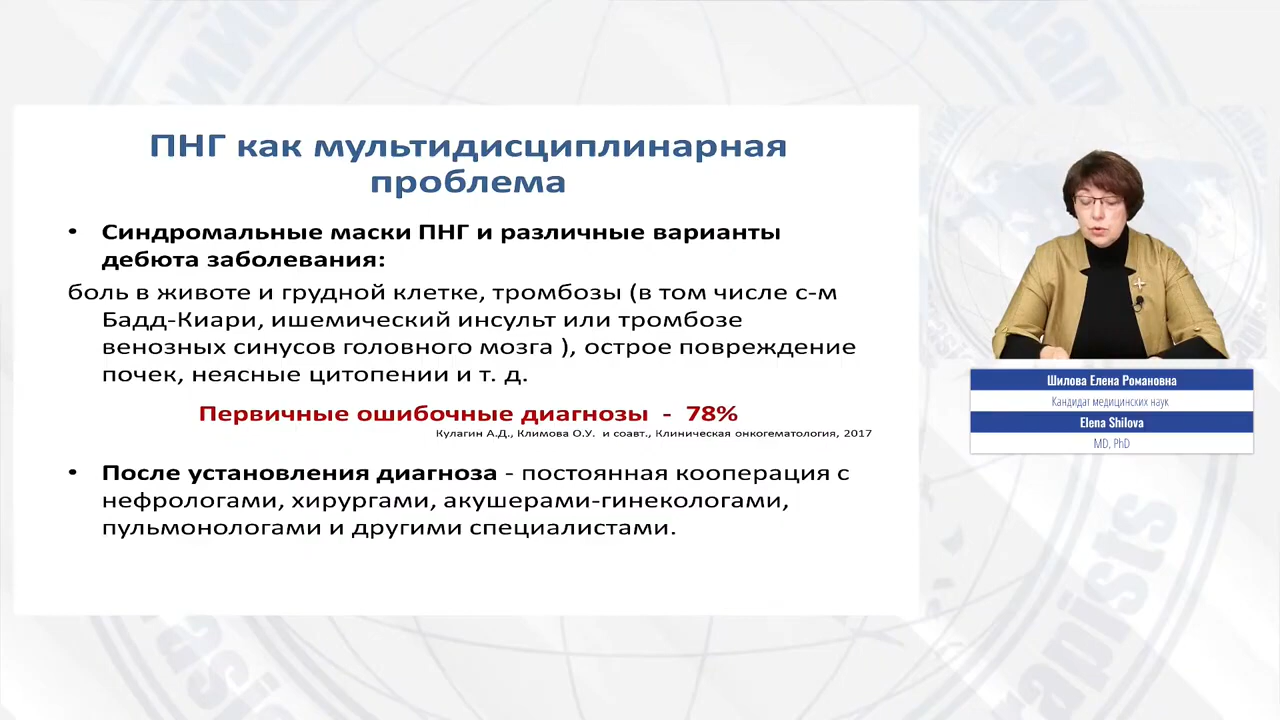 ПНГ как мультидисциплинарная
проблема
• Синдромальные маски ПНГ и различные варианты
дебюта заболевания:
боль в животе и грудной клетке, тромбозы (в том числе с-м
Бадд-Киари, ишемический инсульт или тромбозе
венозных синусов головного мозга ), острое повреждение
почек, неясные цитопении и т. д.
Первичные ошибочные диагнозы - 78%
Кулагин А.Д., Климова О.У. и соавт., Клиническая онкогематология, 2017
• После установления диагноза - постоянная кооперация с
нефрологами, хирургами, акушерами-гинекологами,
пульмонологами и другими специалистами.
Шилова Елена Романовна
Кандидат медицинских наук
Elena Shilova
MD, PhD
rapists